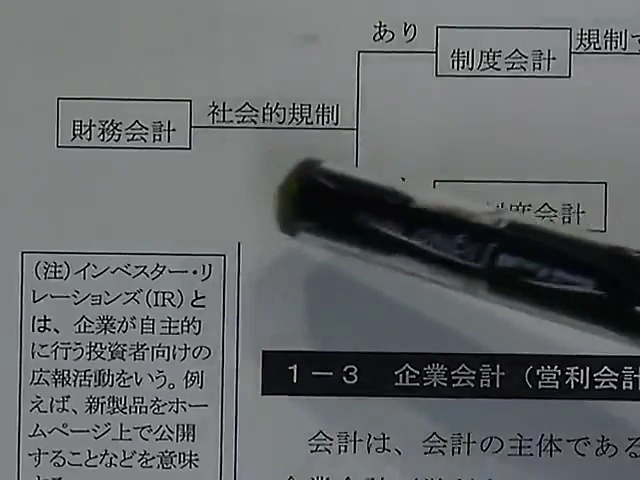 あり
制度会計
規制す
社会的規制
財務会計
度会計
(注)インベスター・リ
レーションズ(IR)と
は、企業が自主的
に行う投資者向けの
広報活動をいう。例
えば、新製品をホー
ムページ上で公開
することなどを意味
1－3 企業会計(営利会計
会計は、会計の主体である